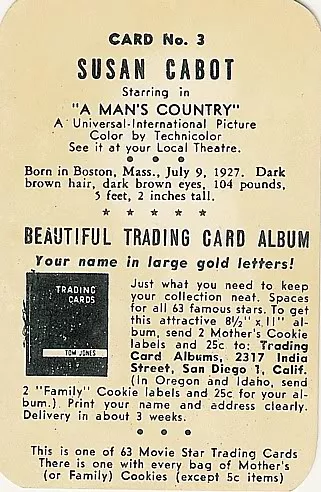 CARD No. 3
SUSAN CABOT
Starring in
"A MAN'S COUNTRY"
A Universal-International Picture
Color by Technicolor
See it at your Local Theatre.
Born in Boston, Mass., July 9, 1927. Dark
brown hair, dark brown eyes, 104 pounds,
5 feet, 2 inches tall.
BEAUTIFUL TRADING CARD ALBUM
Your name in large gold letters!
TRADING
CARDS
TOM JONES
Just what you need to keep
your collection neat. Spaces
for all 63 famous stars. To get
this attractive 8½" x 11" al-
bum, send 2 Mother's Cookie
labels and 25c to: Trading
Card Albums, 2317 India
Street, San Diego 1, Calif.
(In Oregon and Idaho, send
2 "Family" Cookie labels and 25c for your al-
bum.) Print your name and address clearly.
Delivery in about 3 weeks.
This is one of 63 Movie Star Trading Cards
There is one with every bag of Mother's
(or Family) Cookies (except 5c items)